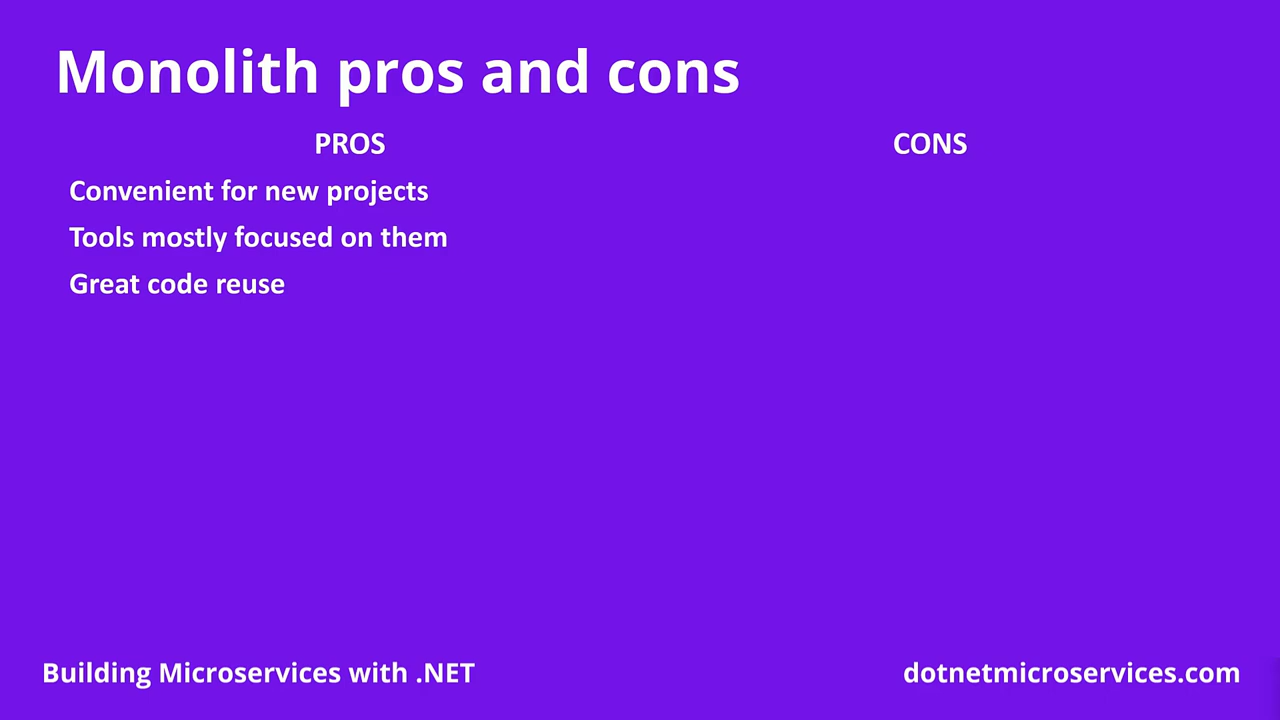 Monolith pros and cons
PROS
Convenient for new projects
Tools mostly focused on them
Great code reuse
CONS
Building Microservices with .NET
dotnetmicroservices.com